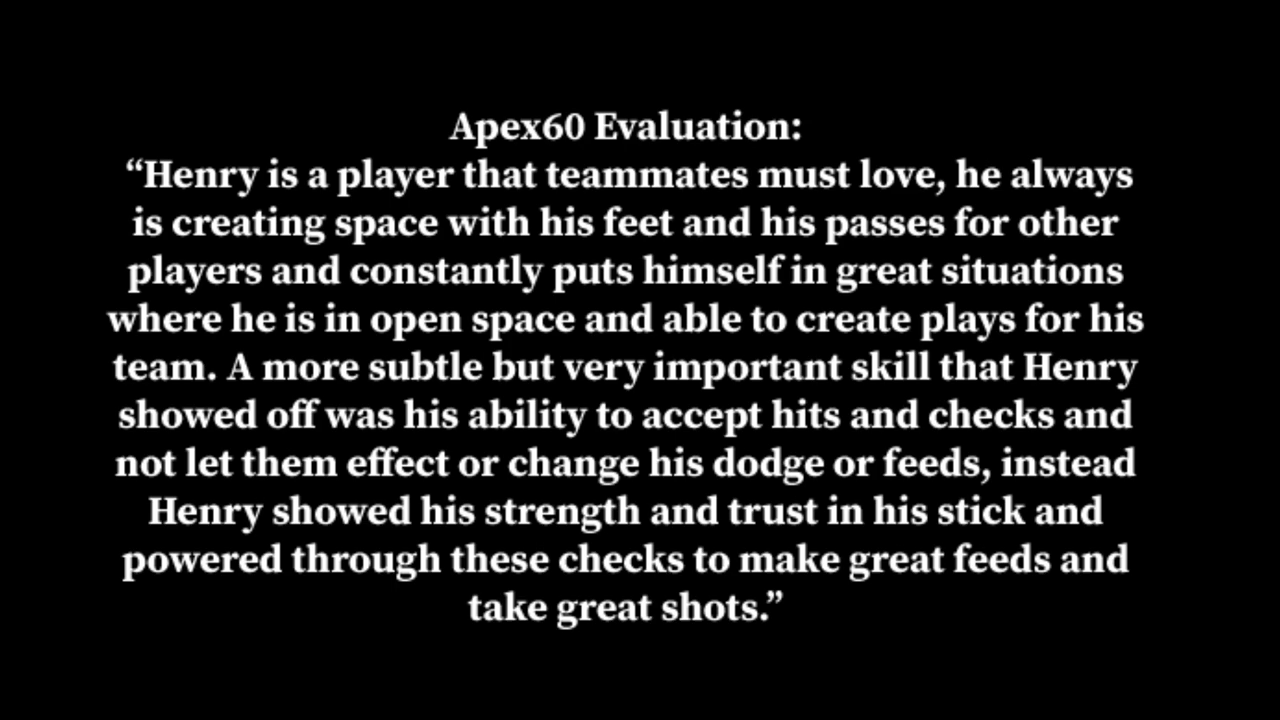 Apex60 Evaluation:
“Henry is a player that teammates must love, he always
is creating space with his feet and his passes for other
players and constantly puts himself in great situations
where he is in open space and able to create plays for his
team. A more subtle but very important skill that Henry
showed off was his ability to accept hits and checks and
not let them effect or change his dodge or feeds, instead
Henry showed his strength and trust in his stick and
powered through these checks to make great feeds and
take great shots.”